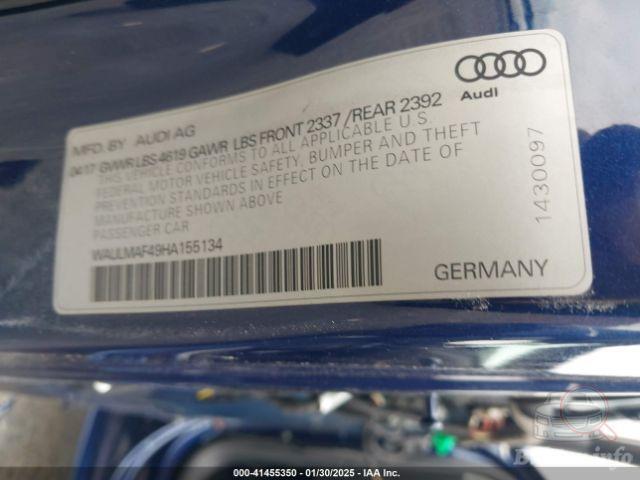 Audi
MFD. BY AUDI AG
0417 GVWR LBS 4619 GAWR LBS FRONT 2337 /REAR 2392
THIS VEHICLE CONFORMS TO ALL APPLICABLE U.S.
FEDERAL MOTOR VEHICLE SAFETY, BUMPER AND THEFT
PREVENTION STANDARDS IN EFFECT ON THE DATE OF
MANUFACTURE SHOWN ABOVE
PASSENGER CAR
WAULMAF49HA155134
GERMANY
1430097
000-41455350 - 01/30/2025 - IAA Inc.